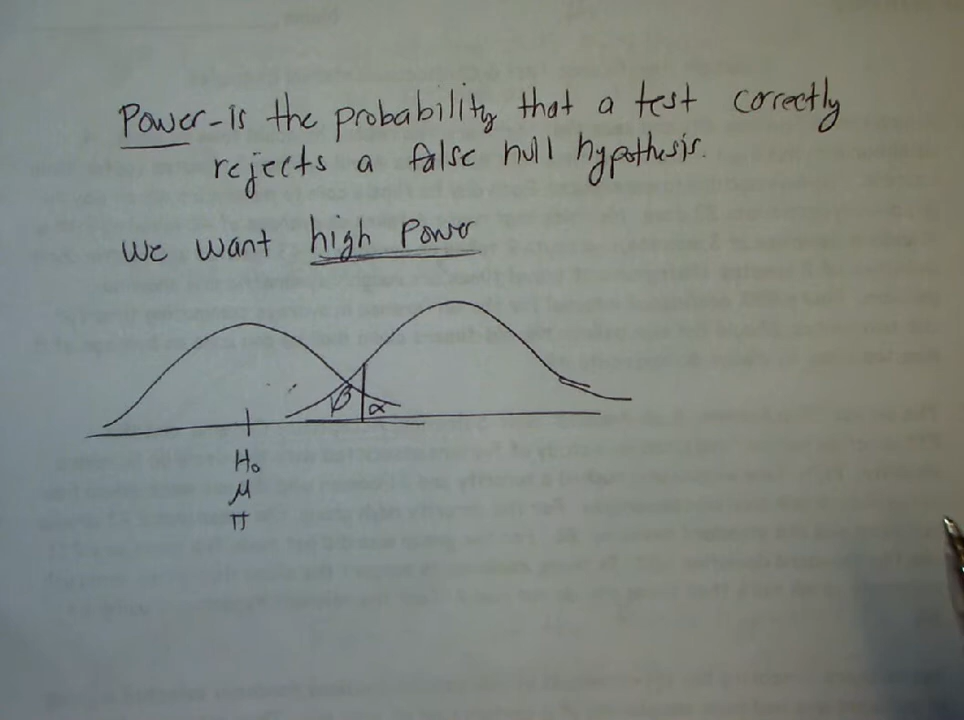 Power - is the probability that a test correctly
rejects a false null hypothesis.
We want high Power
β α
H₀
μ
π